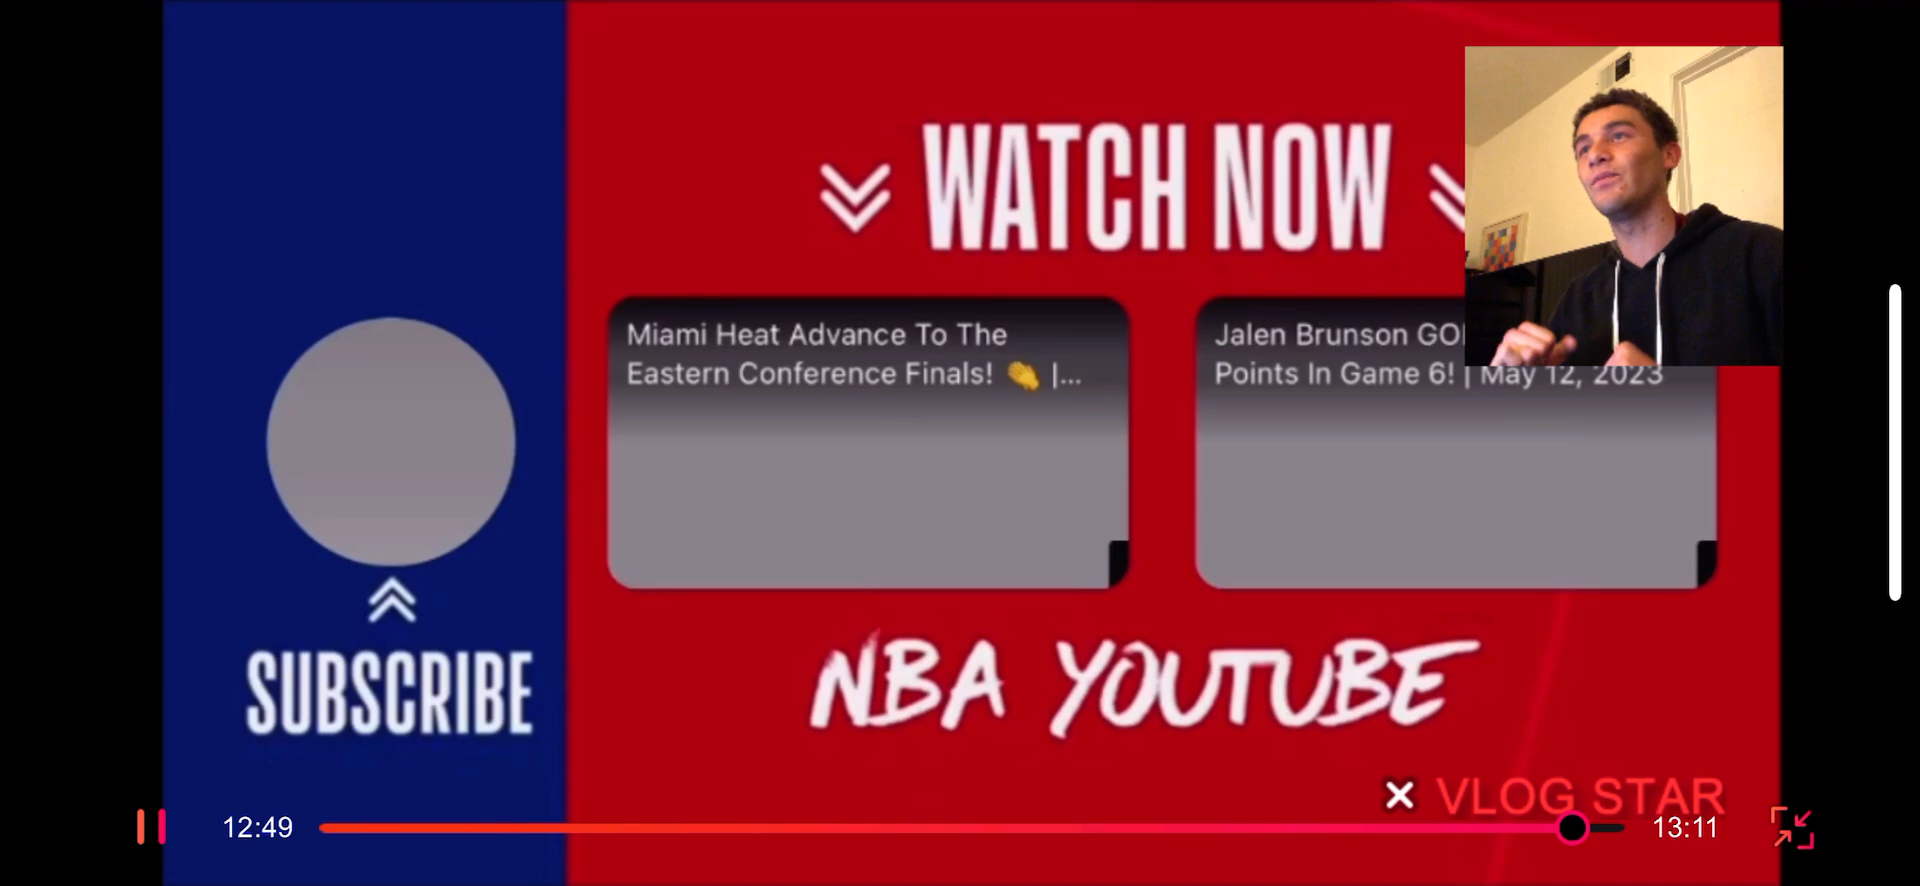 WATCH NOW
Miami Heat Advance To The
Eastern Conference Finals! 👏 |...
Jalen Brunson
Points In Game 6! | May 12, 2023
SUBSCRIBE
NBA YOUTUBE
× VLOG STAR
12:49
13:11